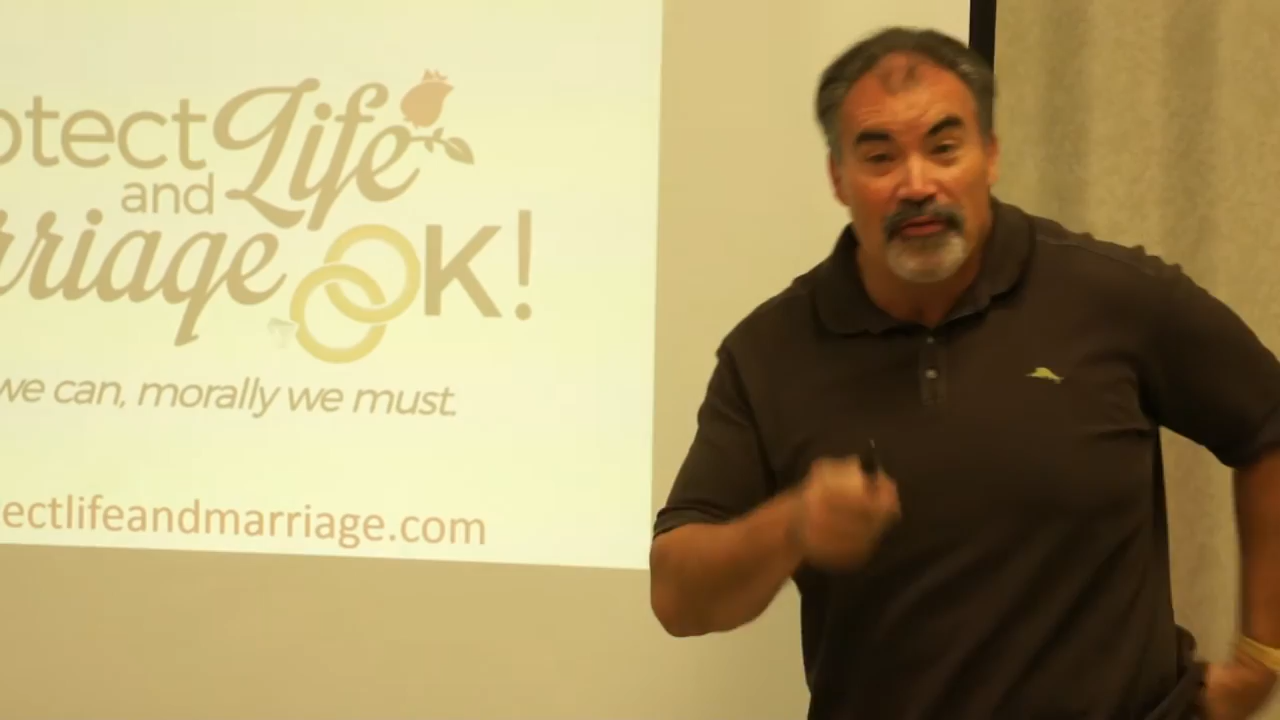 otect Life
and
rriage OK!
we can, morally we must.
ectlifeandmarriage.com